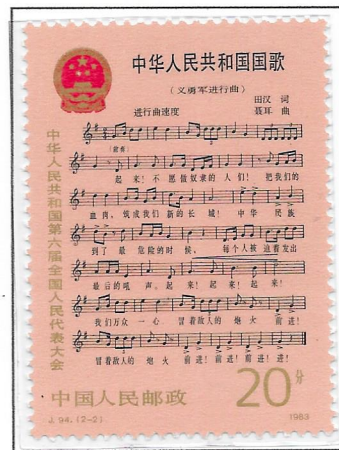 中华人民共和国国歌
（义勇军进行曲）
田汉 词
进行曲速度
聂耳 曲
中华人民共和国第六届全国人民代表大会
（前奏）
起来！不愿做奴隶的人们！把我们的
血肉，筑成我们新的长城！中华民族
到了最危险的时候，每个人被迫着发出
最后的吼声。起来！起来！起来！
我们万众一心 冒着敌人的炮火 前进！
冒着敌人的炮火 前进！前进！前进！进！
中国人民邮政
20分
J.94.(2-2)
1983